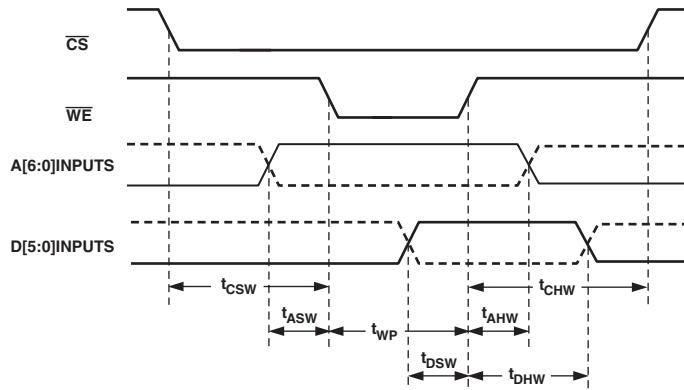 CS
WE
A[6:0]INPUTS
D[5:0]INPUTS
tCSW
tCHW
tASW
tWP
tAHW
tDSW
tDHW